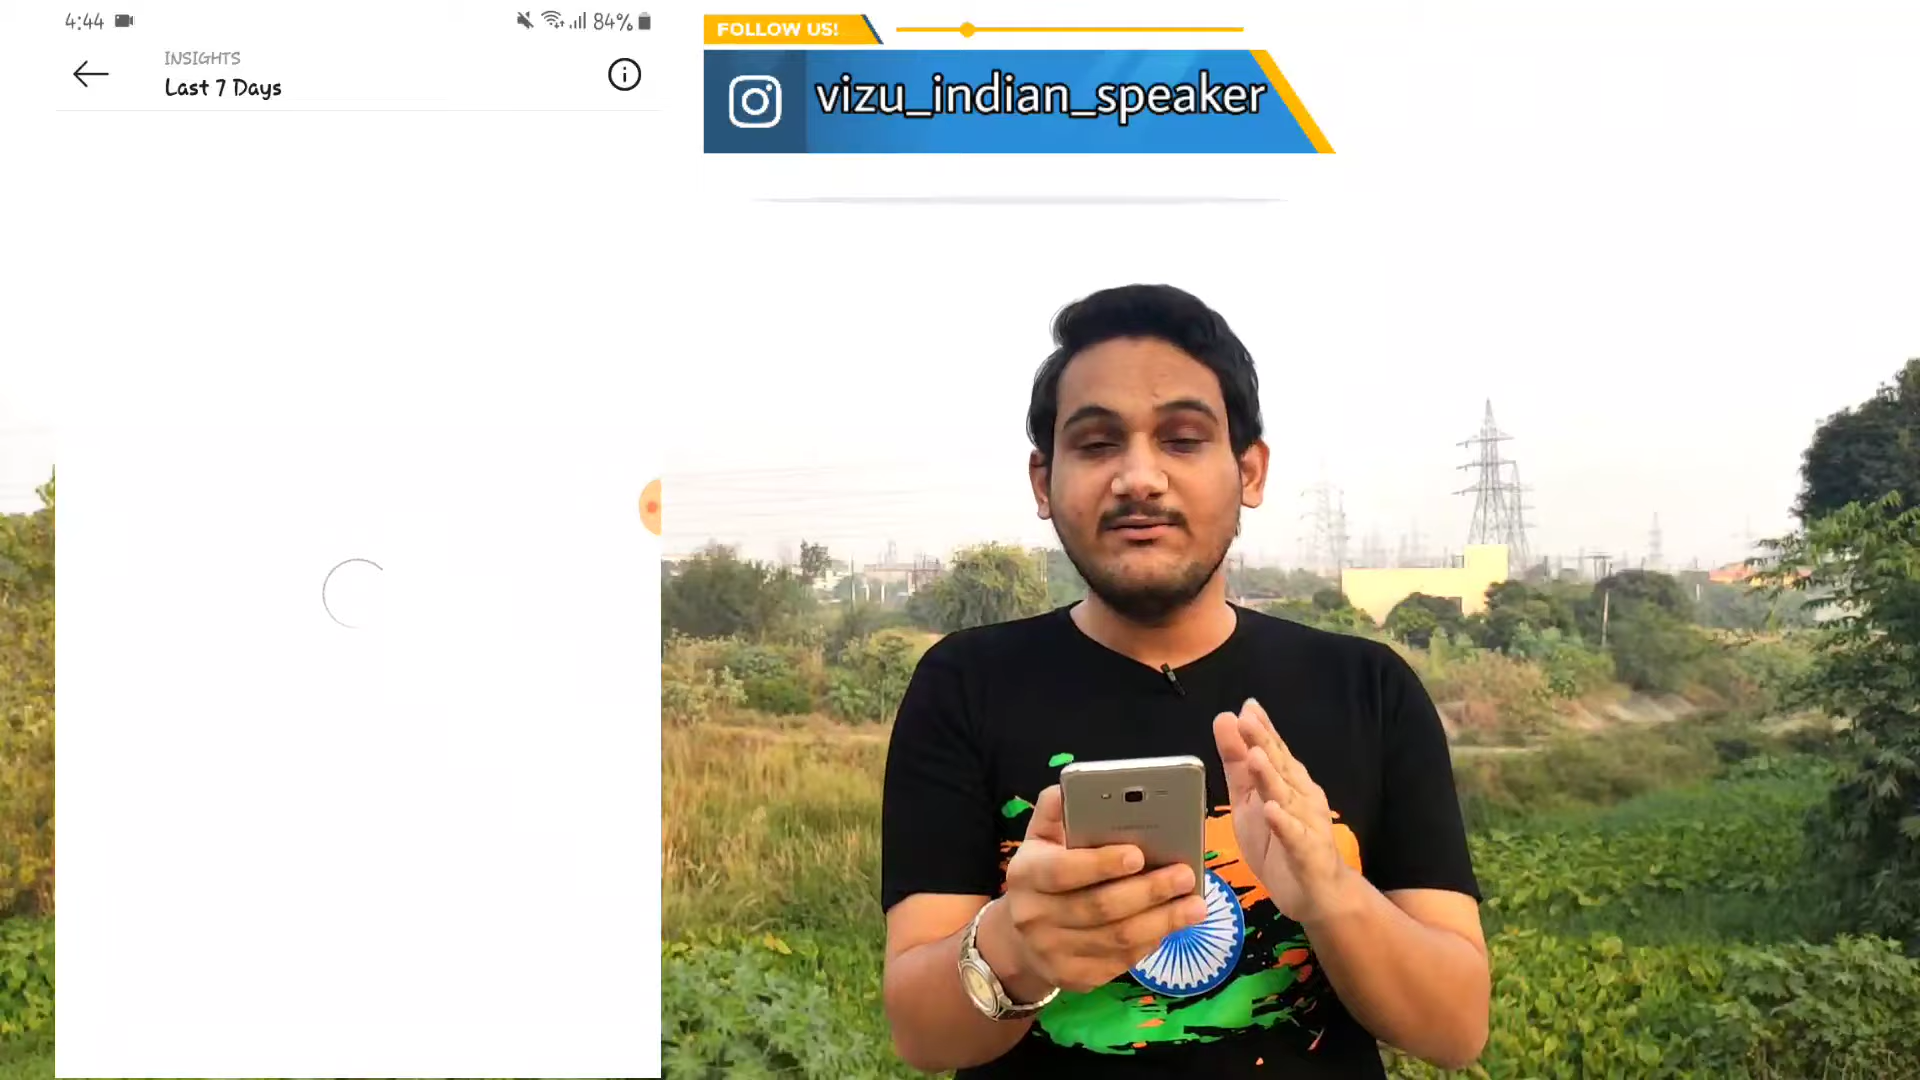 4:44
84%
INSIGHTS
Last 7 Days
FOLLOW US!
vizu_indian_speaker